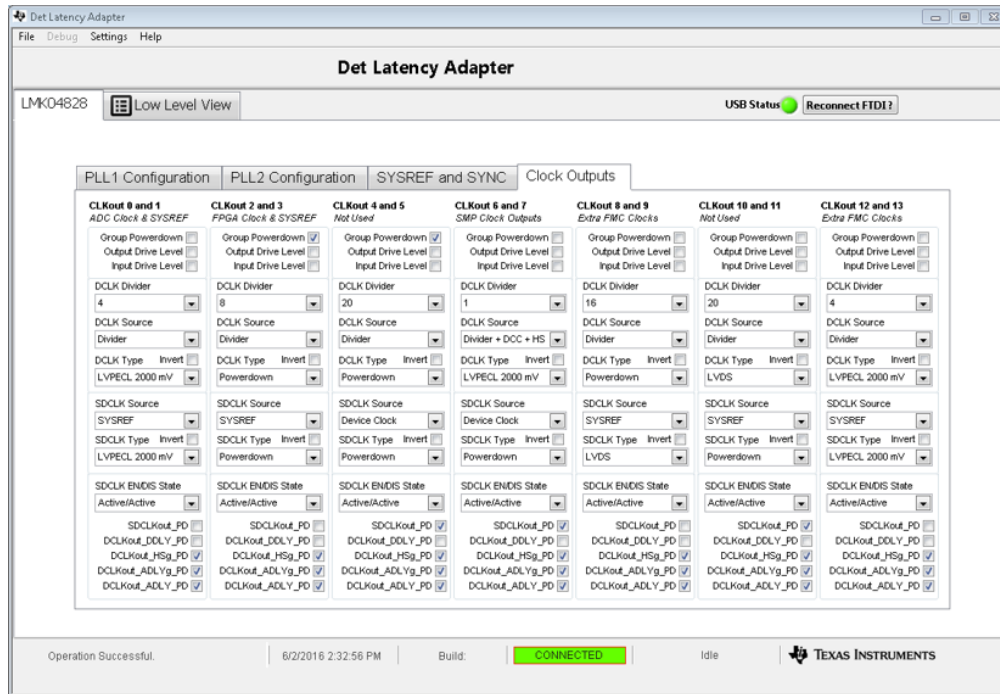 Det Latency Adapter
File Debug Settings Help
Det Latency Adapter
LMK04828 Low Level View USB Status Reconnect FTDI?
PLL1 Configuration PLL2 Configuration SYSREF and SYNC Clock Outputs
CLKout 0 and 1 CLKout 2 and 3 CLKout 4 and 5 CLKout 6 and 7 CLKout 8 and 9 CLKout 10 and 11 CLKout 12 and 13
ADC Clock & SYSREF FPGA Clock & SYSREF Not Used SMP Clock Outputs Extra FMC Clocks Not Used Extra FMC Clocks
Group Powerdown Group Powerdown Group Powerdown Group Powerdown Group Powerdown Group Powerdown Group Powerdown
Output Drive Level Output Drive Level Output Drive Level Output Drive Level Output Drive Level Output Drive Level Output Drive Level
Input Drive Level Input Drive Level Input Drive Level Input Drive Level Input Drive Level Input Drive Level Input Drive Level
DCLK Divider DCLK Divider DCLK Divider DCLK Divider DCLK Divider DCLK Divider DCLK Divider
4 8 20 1 16 20 4
DCLK Source DCLK Source DCLK Source DCLK Source DCLK Source DCLK Source DCLK Source
Divider Divider Divider Divider + DCC + HS Divider Divider Divider
DCLK Type Invert DCLK Type Invert DCLK Type Invert DCLK Type Invert DCLK Type Invert DCLK Type Invert DCLK Type Invert
LVPECL 2000 mV Powerdown Powerdown LVPECL 2000 mV Powerdown LVDS LVPECL 2000 mV
SDCLK Source SDCLK Source SDCLK Source SDCLK Source SDCLK Source SDCLK Source SDCLK Source
SYSREF SYSREF Device Clock Device Clock SYSREF SYSREF SYSREF
SDCLK Type Invert SDCLK Type Invert SDCLK Type Invert SDCLK Type Invert SDCLK Type Invert SDCLK Type Invert SDCLK Type Invert
LVPECL 2000 mV Powerdown Powerdown Powerdown LVDS Powerdown LVPECL 2000 mV
SDCLK EN/DIS State SDCLK EN/DIS State SDCLK EN/DIS State SDCLK EN/DIS State SDCLK EN/DIS State SDCLK EN/DIS State SDCLK EN/DIS State
Active/Active Active/Active Active/Active Active/Active Active/Active Active/Active Active/Active
SDCLKout_PD SDCLKout_PD SDCLKout_PD SDCLKout_PD SDCLKout_PD SDCLKout_PD SDCLKout_PD
DCLKout_DDLY_PD DCLKout_DDLY_PD DCLKout_DDLY_PD DCLKout_DDLY_PD DCLKout_DDLY_PD DCLKout_DDLY_PD DCLKout_DDLY_PD
DCLKout_HSg_PD DCLKout_HSg_PD DCLKout_HSg_PD DCLKout_HSg_PD DCLKout_HSg_PD DCLKout_HSg_PD DCLKout_HSg_PD
DCLKout_ADLYg_PD DCLKout_ADLYg_PD DCLKout_ADLYg_PD DCLKout_ADLYg_PD DCLKout_ADLYg_PD DCLKout_ADLYg_PD DCLKout_ADLYg_PD
DCLKout_ADLY_PD DCLKout_ADLY_PD DCLKout_ADLY_PD DCLKout_ADLY_PD DCLKout_ADLY_PD DCLKout_ADLY_PD DCLKout_ADLY_PD
Operation Successful. 6/2/2016 2:32:56 PM Build: CONNECTED Idle TEXAS INSTRUMENTS